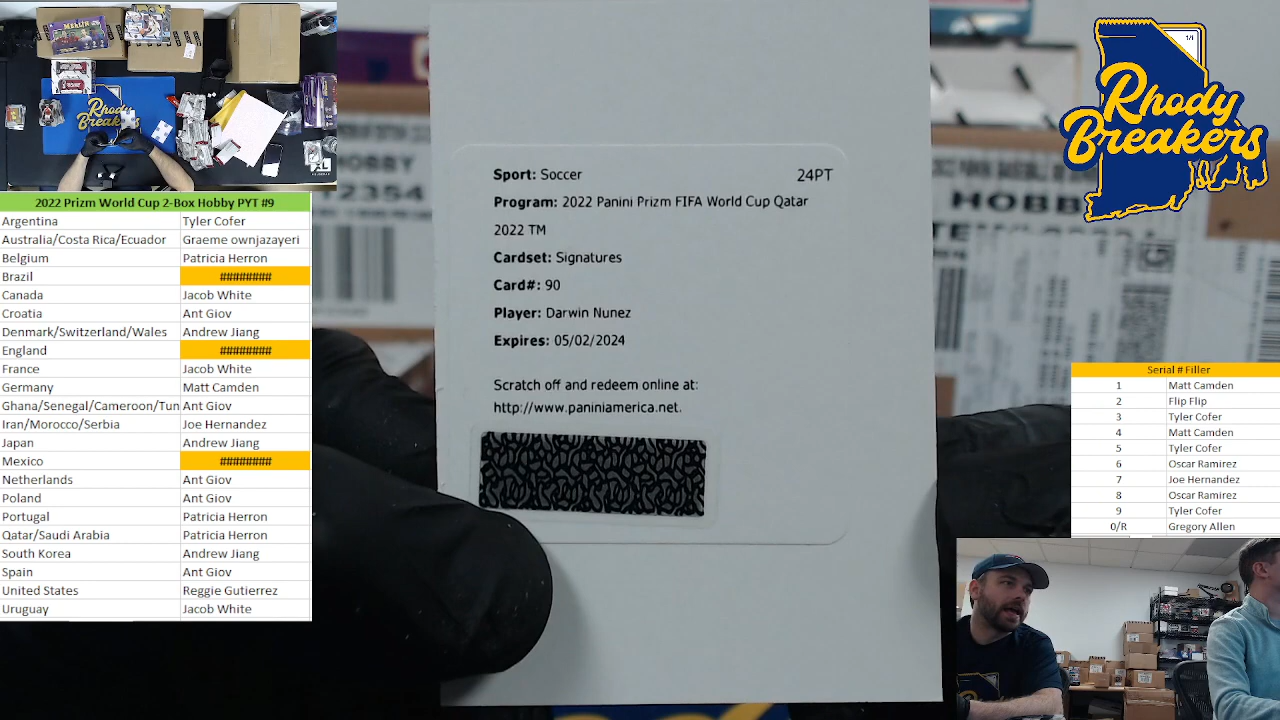 MERLIN
Rhody
Breakers
2022 Prizm World Cup 2-Box Hobby PYT #9
Argentina Tyler Cofer
Australia/Costa Rica/Ecuador Graeme ownjazayeri
Belgium Patricia Herron
Brazil ########
Canada Jacob White
Croatia Ant Giov
Denmark/Switzerland/Wales Andrew Jiang
England ########
France Jacob White
Germany Matt Camden
Ghana/Senegal/Cameroon/Tun Ant Giov
Iran/Morocco/Serbia Joe Hernandez
Japan Andrew Jiang
Mexico ########
Netherlands Ant Giov
Poland Ant Giov
Portugal Patricia Herron
Qatar/Saudi Arabia Patricia Herron
South Korea Andrew Jiang
Spain Ant Giov
United States Reggie Gutierrez
Uruguay Jacob White
HOBBY
Sport: Soccer 24PT
Program: 2022 Panini Prizm FIFA World Cup Qatar
2022 TM
Cardset: Signatures
Card#: 90
Player: Darwin Nunez
Expires: 05/02/2024
Scratch off and redeem online at:
http://www.paniniamerica.net.
1/1
Rhody
Breakers
HOBB
Serial # Filler
1 Matt Camden
2 Flip Flip
3 Tyler Cofer
4 Matt Camden
5 Tyler Cofer
6 Oscar Ramirez
7 Joe Hernandez
8 Oscar Ramirez
9 Tyler Cofer
0/R Gregory Allen